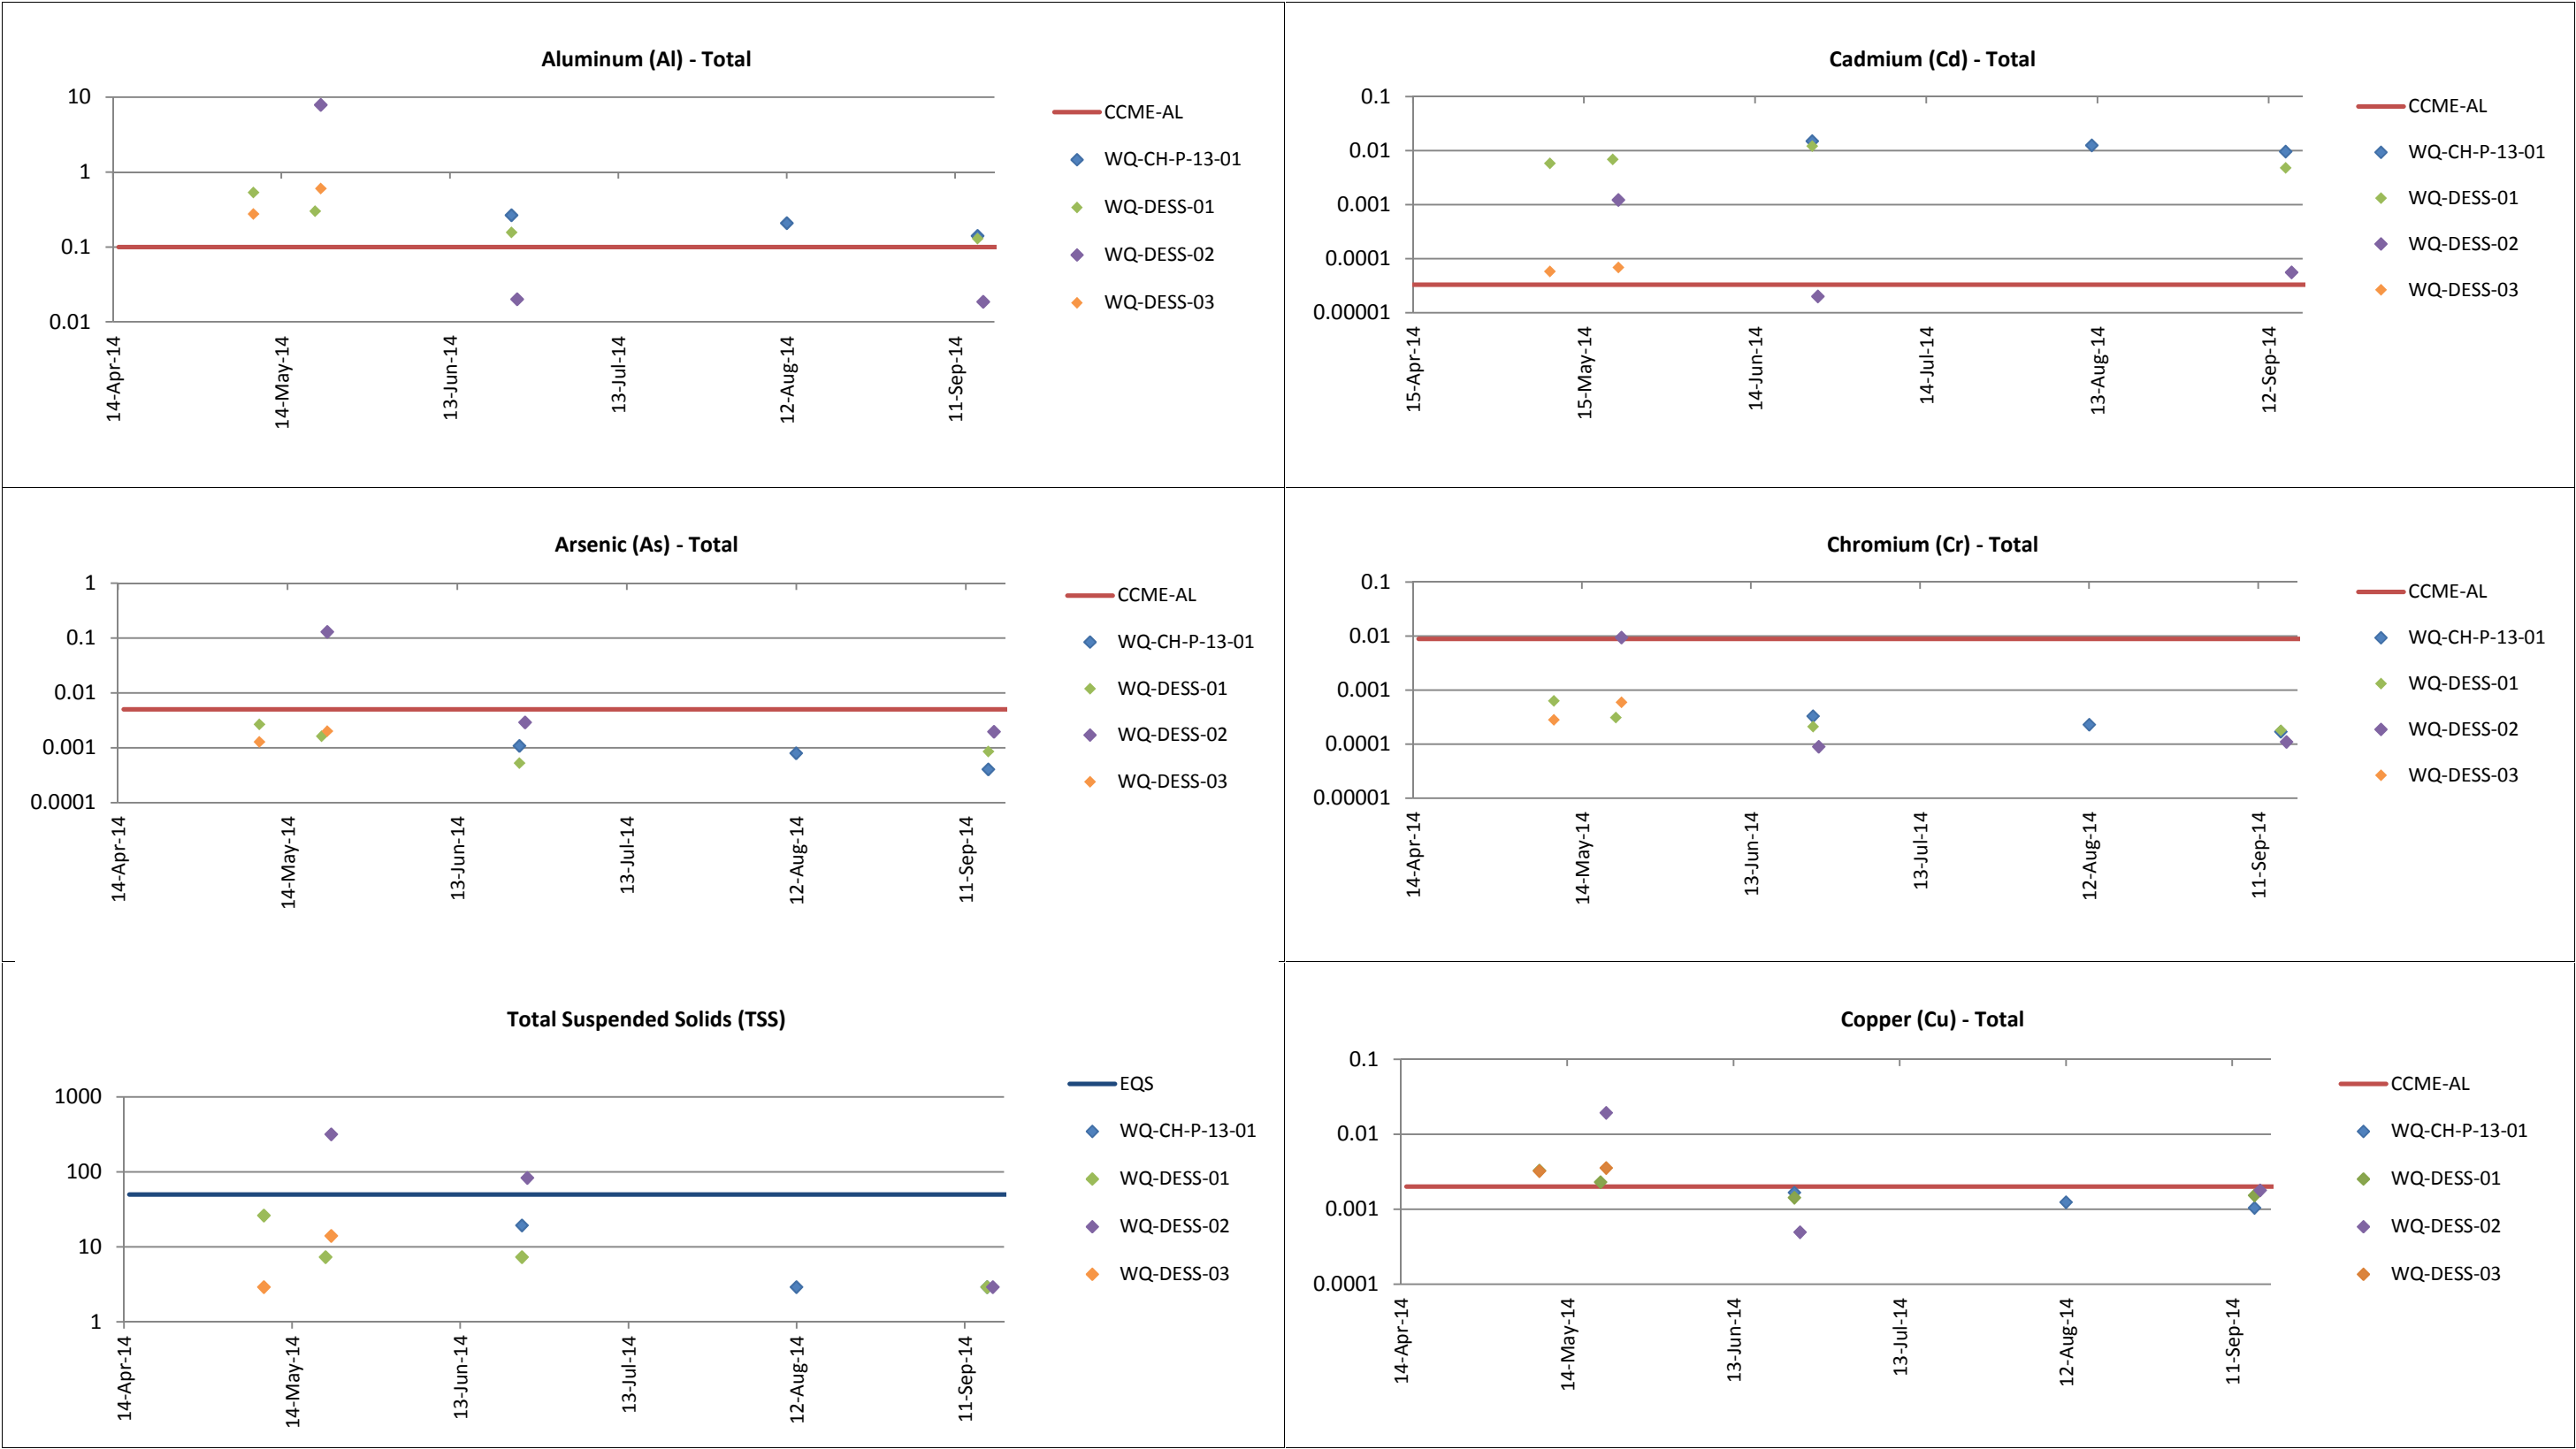 Aluminum (Al) - Total
10
1
0.1
0.01
14-Apr-14
14-May-14
13-Jun-14
13-Jul-14
12-Aug-14
11-Sep-14
CCME-AL
WQ-CH-P-13-01
WQ-DESS-01
WQ-DESS-02
WQ-DESS-03
Cadmium (Cd) - Total
0.1
0.01
0.001
0.0001
0.00001
15-Apr-14
15-May-14
14-Jun-14
14-Jul-14
13-Aug-14
12-Sep-14
CCME-AL
WQ-CH-P-13-01
WQ-DESS-01
WQ-DESS-02
WQ-DESS-03
Arsenic (As) - Total
1
0.1
0.01
0.001
0.0001
14-Apr-14
14-May-14
13-Jun-14
13-Jul-14
12-Aug-14
11-Sep-14
CCME-AL
WQ-CH-P-13-01
WQ-DESS-01
WQ-DESS-02
WQ-DESS-03
Chromium (Cr) - Total
0.1
0.01
0.001
0.0001
0.00001
14-Apr-14
14-May-14
13-Jun-14
13-Jul-14
12-Aug-14
11-Sep-14
CCME-AL
WQ-CH-P-13-01
WQ-DESS-01
WQ-DESS-02
WQ-DESS-03
Total Suspended Solids (TSS)
1000
100
10
1
14-Apr-14
14-May-14
13-Jun-14
13-Jul-14
12-Aug-14
11-Sep-14
EQS
WQ-CH-P-13-01
WQ-DESS-01
WQ-DESS-02
WQ-DESS-03
Copper (Cu) - Total
0.1
0.01
0.001
0.0001
14-Apr-14
14-May-14
13-Jun-14
13-Jul-14
12-Aug-14
11-Sep-14
CCME-AL
WQ-CH-P-13-01
WQ-DESS-01
WQ-DESS-02
WQ-DESS-03